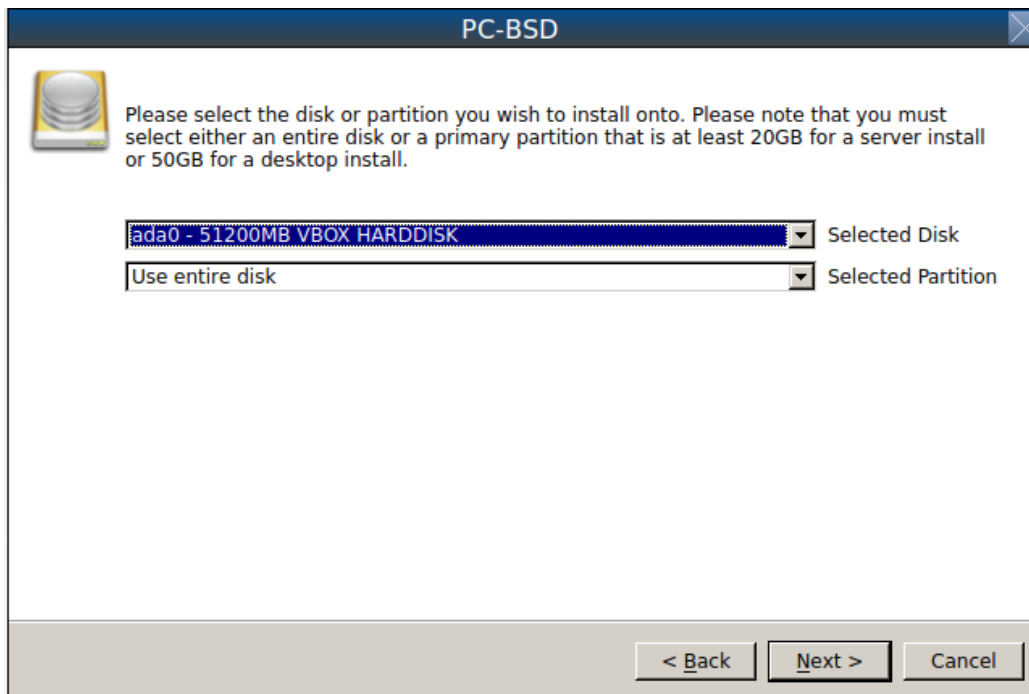 PC-BSD
Please select the disk or partition you wish to install onto. Please note that you must
select either an entire disk or a primary partition that is at least 20GB for a server install
or 50GB for a desktop install.
ada0 - 51200MB VBOX HARDDISK Selected Disk
Use entire disk Selected Partition
< Back Next > Cancel